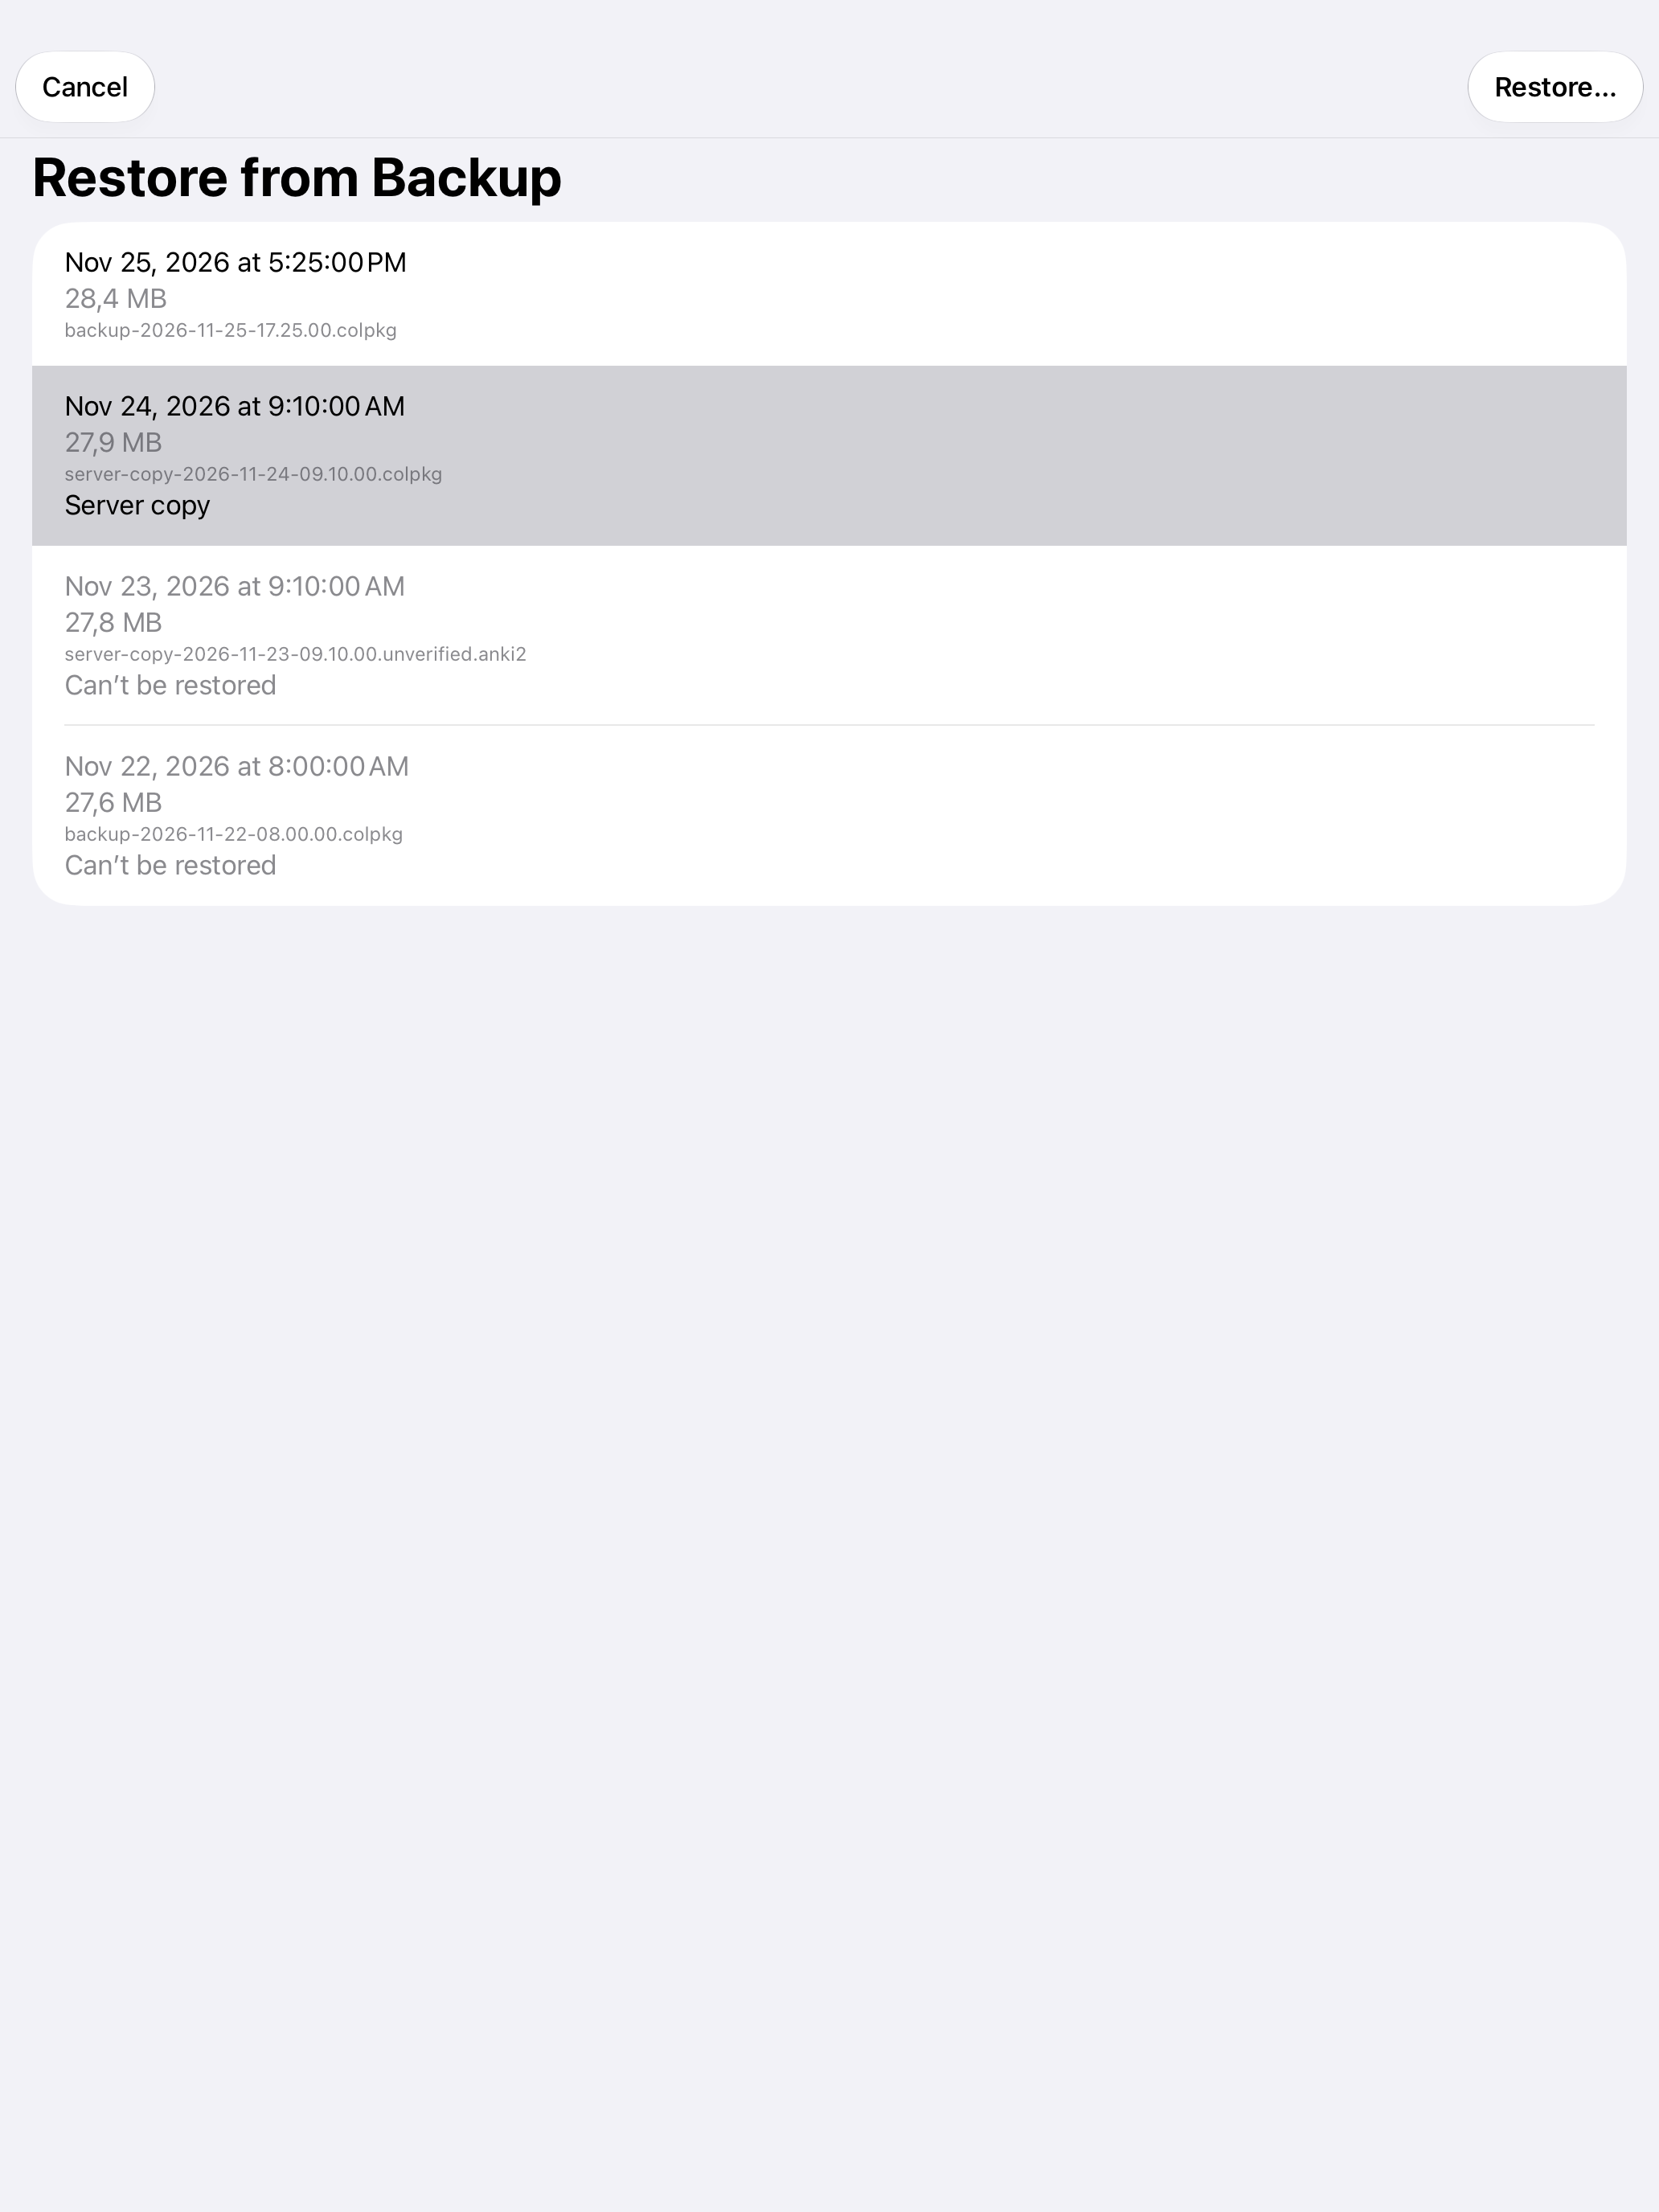 Cancel
Restore...
Restore from Backup
Nov 25, 2026 at 5:25:00 PM
28,4 MB
backup-2026-11-25-17.25.00.colpkg
Nov 24, 2026 at 9:10:00 AM
27,9 MB
server-copy-2026-11-24-09.10.00.colpkg
Server copy
Nov 23, 2026 at 9:10:00 AM
27,8 MB
server-copy-2026-11-23-09.10.00.unverified.anki2
Can’t be restored
Nov 22, 2026 at 8:00:00 AM
27,6 MB
backup-2026-11-22-08.00.00.colpkg
Can’t be restored